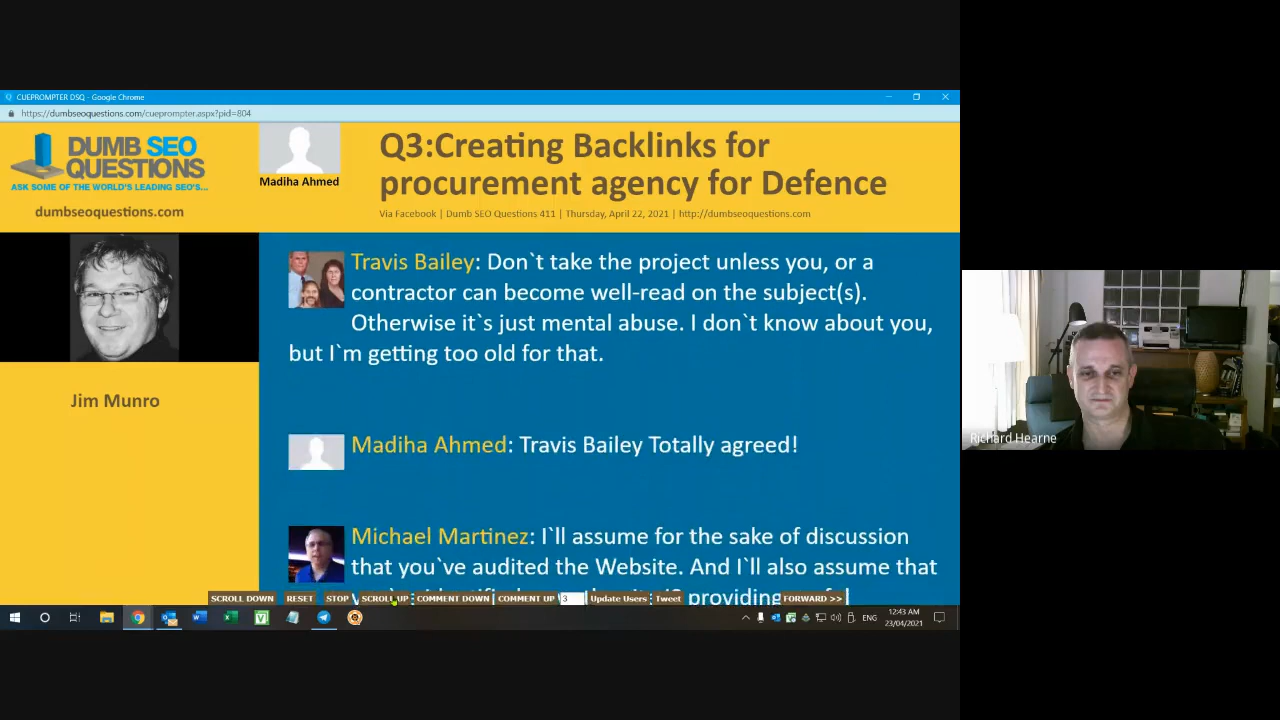 CUEPROMPTER DSQ - Google Chrome
https://dumbseoquestions.com/cueprompter.aspx?pid=804
DUMB SEO
QUESTIONS
ASK SOME OF THE WORLD'S LEADING SEO'S...
dumbseoquestions.com
Madiha Ahmed
Q3:Creating Backlinks for
procurement agency for Defence
Via Facebook | Dumb SEO Questions 411 | Thursday, April 22, 2021 | http://dumbseoquestions.com
Jim Munro
Travis Bailey: Don`t take the project unless you, or a
contractor can become well-read on the subject(s).
Otherwise it`s just mental abuse. I don`t know about you,
but I`m getting too old for that.
Madiha Ahmed: Travis Bailey Totally agreed!
Michael Martinez: I`ll assume for the sake of discussion
that you`ve audited the Website. And I`ll also assume that
providing
SCROLL DOWN RESET STOP SCROLL UP COMMENT DOWN COMMENT UP 3 Update Users Tweet FORWARD >>
ENG
12:43 AM
23/04/2021
Richard Hearne